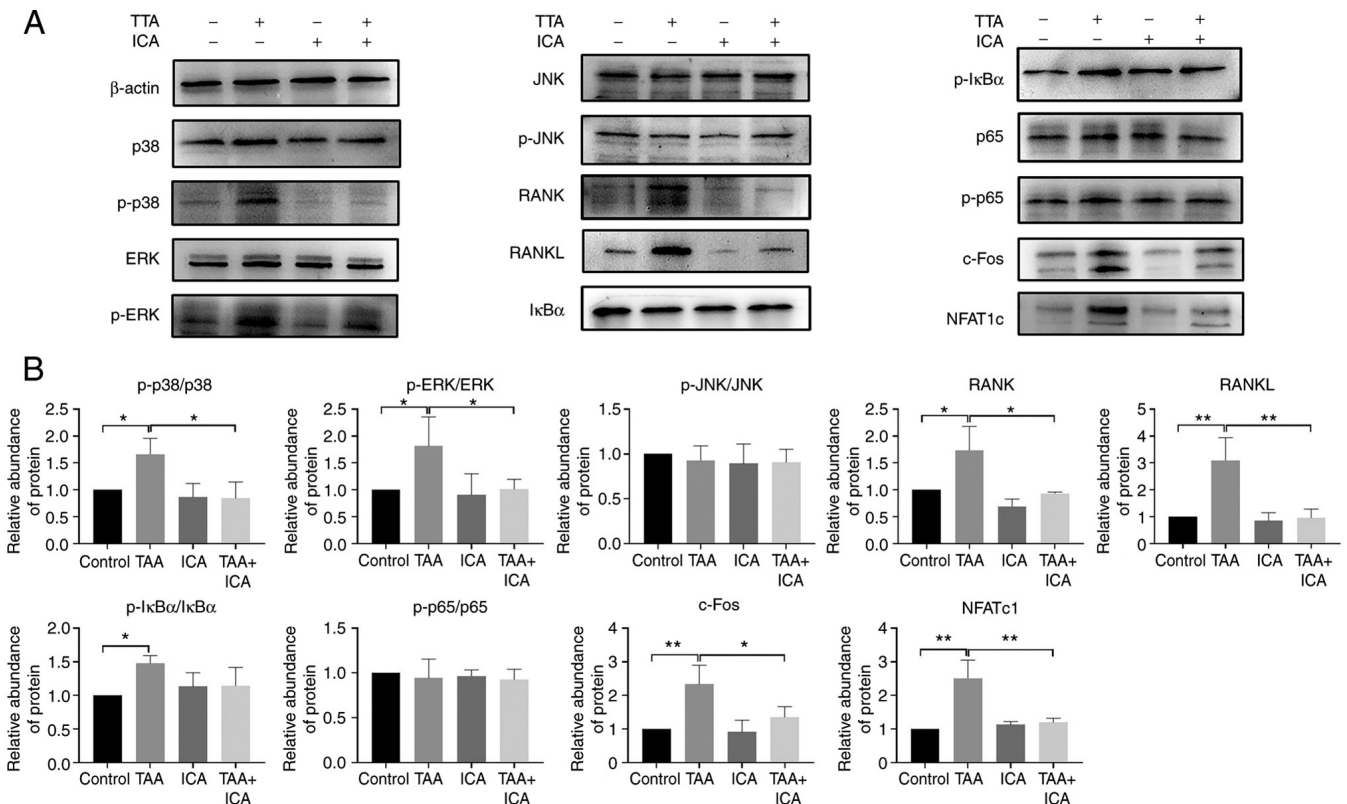 A
TTA – + – +
ICA – – + +
β-actin
p38
p-p38
ERK
p-ERK
TTA – + – +
ICA – – + +
JNK
p-JNK
RANK
RANKL
IκBα
TTA – + – +
ICA – – + +
p-IκBα
p65
p-p65
c-Fos
NFAT1c
B
p-p38/p38
Relative abundance
of protein
2.5
2.0
1.5
1.0
0.5
0.0
* *
Control TAA ICA TAA+
ICA
p-ERK/ERK
Relative abundance
of protein
2.5
2.0
1.5
1.0
0.5
0.0
* *
Control TAA ICA TAA+
ICA
p-JNK/JNK
Relative abundance
of protein
1.5
1.0
0.5
0.0
Control TAA ICA TAA+
ICA
RANK
Relative abundance
of protein
2.5
2.0
1.5
1.0
0.5
0.0
* *
Control TAA ICA TAA+
ICA
RANKL
Relative abundance
of protein
5
4
3
2
1
0
** **
Control TAA ICA TAA+
ICA
p-IκBα/IκBα
Relative abundance
of protein
2.0
1.5
1.0
0.5
0.0
*
Control TAA ICA TAA+
ICA
p-p65/p65
Relative abundance
of protein
1.5
1.0
0.5
0.0
Control TAA ICA TAA+
ICA
c-Fos
Relative abundance
of protein
4
3
2
1
0
** *
Control TAA ICA TAA+
ICA
NFATc1
Relative abundance
of protein
4
3
2
1
0
** **
Control TAA ICA TAA+
ICA